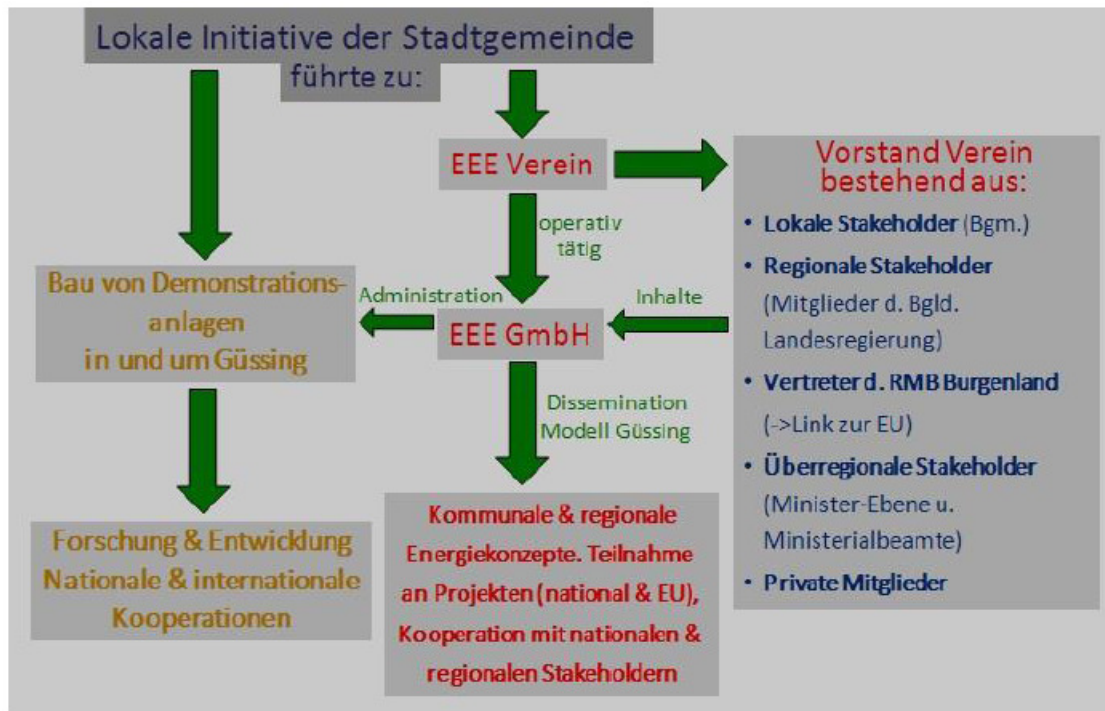 Lokale Initiative der Stadtgemeinde
führte zu:
EEE Verein
operativ
tätig
Vorstand Verein
bestehend aus:
• Lokale Stakeholder (Bgm.)
• Regionale Stakeholder
(Mitglieder d. Bgld.
Landesregierung)
• Vertreter d. RMB Burgenland
(->Link zur EU)
• Überregionale Stakeholder
(Minister-Ebene u.
Ministerialbeamte)
• Private Mitglieder
Inhalte
EEE GmbH
Administration
Bau von Demonstrations-
anlagen
in und um Güssing
Dissemination
Modell Güssing
Forschung & Entwicklung
Nationale & internationale
Kooperationen
Kommunale & regionale
Energiekonzepte. Teilnahme
an Projekten (national & EU),
Kooperation mit nationalen &
regionalen Stakeholdern